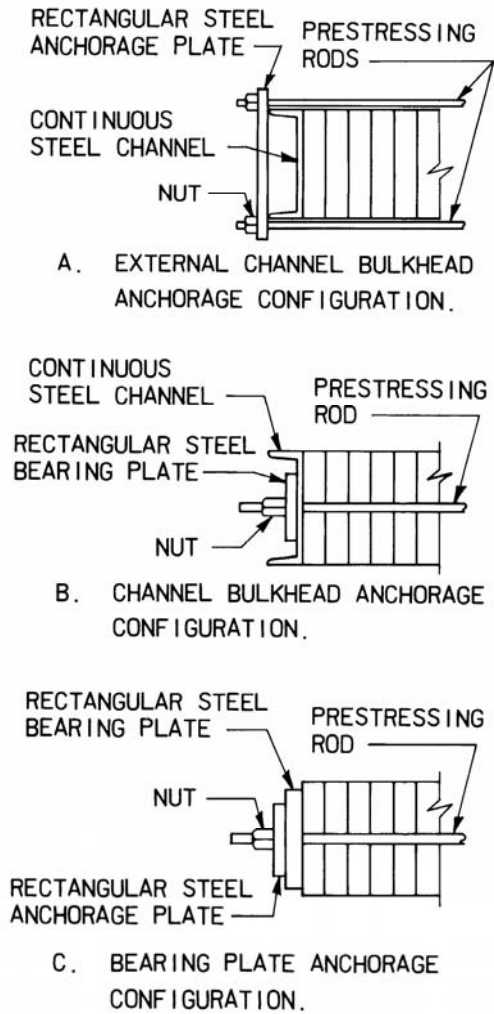 RECTANGULAR STEEL
ANCHORAGE PLATE
PRESTRESSING
RODS
CONTINUOUS
STEEL CHANNEL
NUT
A. EXTERNAL CHANNEL BULKHEAD
ANCHORAGE CONFIGURATION.
CONTINUOUS
STEEL CHANNEL
PRESTRESSING
ROD
RECTANGULAR STEEL
BEARING PLATE
NUT
B. CHANNEL BULKHEAD ANCHORAGE
CONFIGURATION.
RECTANGULAR STEEL
BEARING PLATE
PRESTRESSING
ROD
NUT
RECTANGULAR STEEL
ANCHORAGE PLATE
C. BEARING PLATE ANCHORAGE
CONFIGURATION.